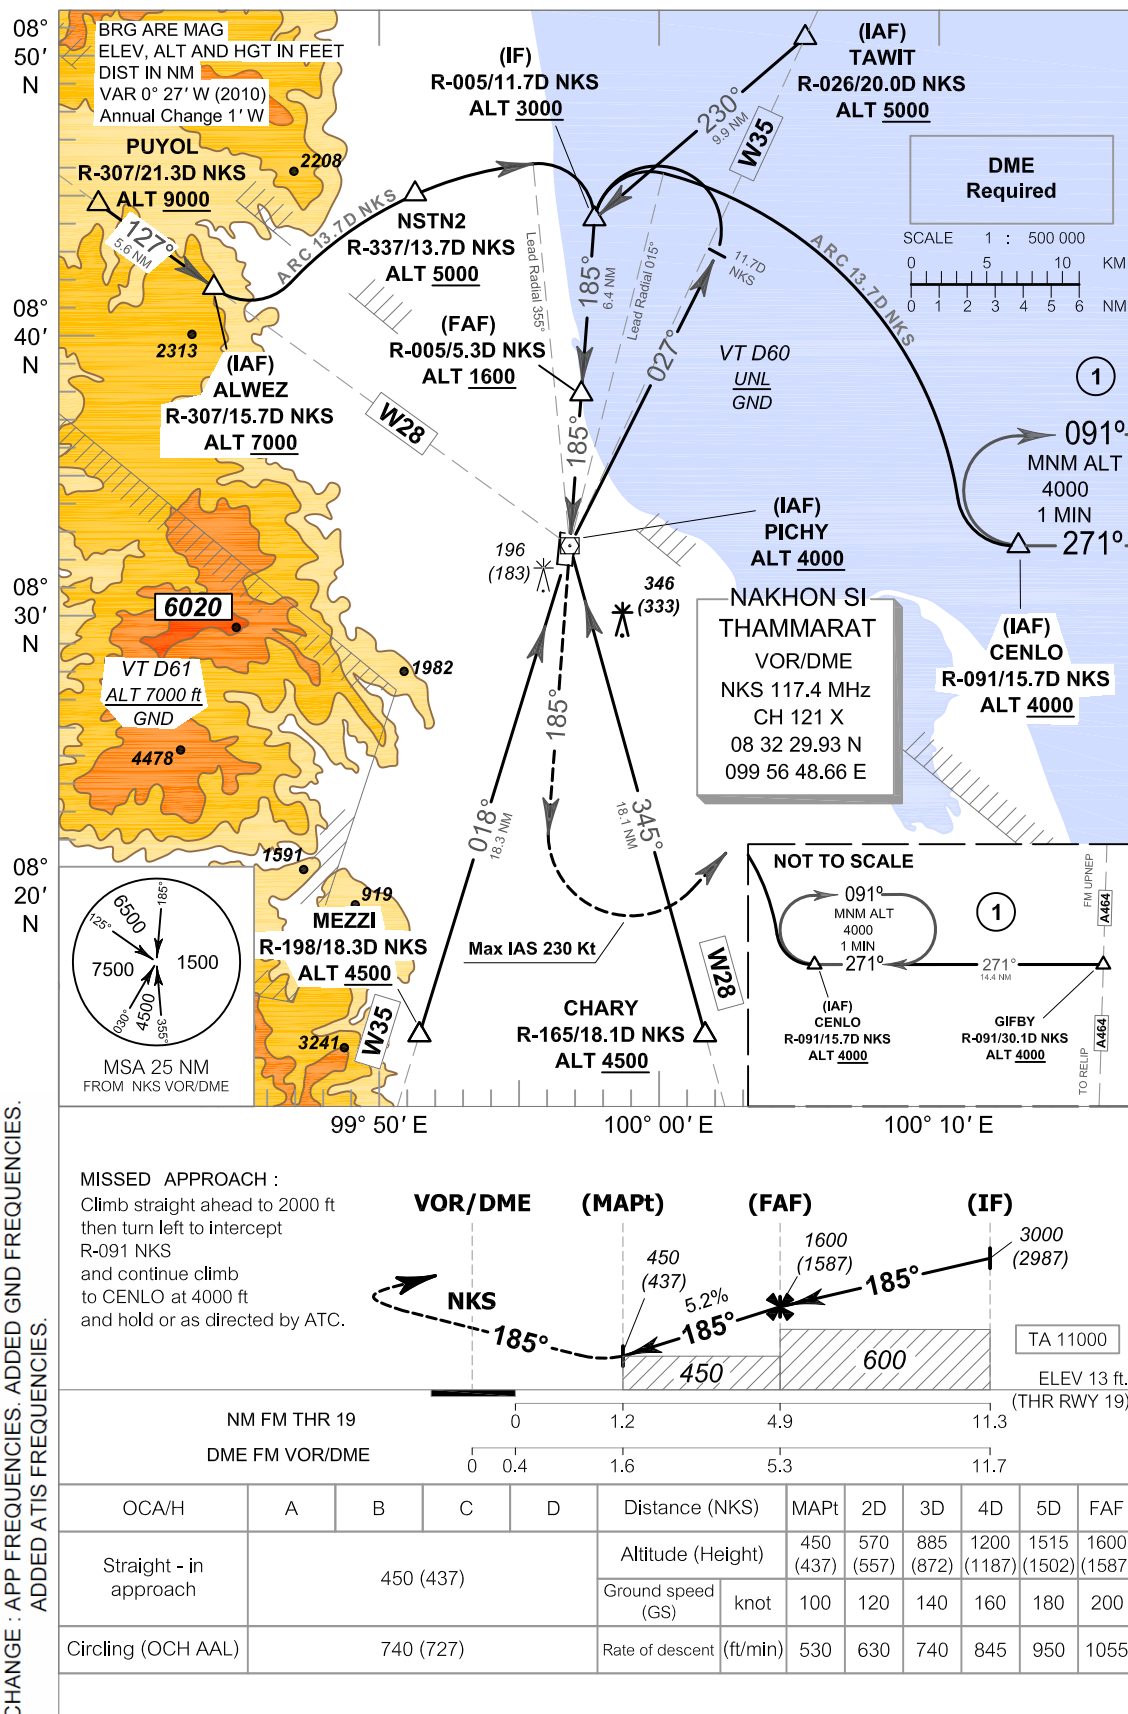 08°
50'
N
BRG ARE MAG
ELEV, ALT AND HGT IN FEET
DIST IN NM
VAR 0° 27' W (2010)
Annual Change 1' W
PUYOL
R-307/21.3D NKS
ALT 9000
2208
127°
5.6 NM
ARC 13.7D NKS
(IF)
R-005/11.7D NKS
ALT 3000
(IAF)
TAWIT
R-026/20.0D NKS
ALT 5000
230°
9.9 NM
W35
DME
Required
SCALE 1 : 500 000
0 5 10 KM
0 1 2 3 4 5 6 NM
NSTN2
R-337/13.7D NKS
ALT 5000
Lead Radial 355°
185°
6.4 NM
Lead Radial 015°
11.7D
NKS
ARC 13.7D NKS
08°
40'
N
2313
(IAF)
ALWEZ
R-307/15.7D NKS
ALT 7000
(FAF)
R-005/5.3D NKS
ALT 1600
027°
VT D60
UNL
GND
1
W28
185°
091°
MNM ALT
4000
1 MIN
271°
(IAF)
PICHY
ALT 4000
196
(183)
346
(333)
08°
30'
N
6020
VT D61
ALT 7000 ft
GND
1982
4478
NAKHON SI
THAMMARAT
VOR/DME
NKS 117.4 MHz
CH 121 X
08 32 29.93 N
099 56 48.66 E
(IAF)
CENLO
R-091/15.7D NKS
ALT 4000
185°
018°
18.3 NM
345°
18.1 NM
08°
20'
N
1591
919
MEZZI
R-198/18.3D NKS
ALT 4500
Max IAS 230 Kt
W28
W35
CHARY
R-165/18.1D NKS
ALT 4500
3241
6500
125°
185°
7500
1500
4500
030°
355°
MSA 25 NM
FROM NKS VOR/DME
NOT TO SCALE
091°
MNM ALT
4000
1 MIN
271°
1
271°
14.4 NM
FM UPNEP
A464
(IAF)
CENLO
R-091/15.7D NKS
ALT 4000
GIFBY
R-091/30.1D NKS
ALT 4000
A464
TO RELIP
99° 50' E
100° 00' E
100° 10' E
CHANGE : APP FREQUENCIES. ADDED GND FREQUENCIES.
ADDED ATIS FREQUENCIES.
MISSED APPROACH :
Climb straight ahead to 2000 ft
then turn left to intercept
R-091 NKS
and continue climb
to CENLO at 4000 ft
and hold or as directed by ATC.
VOR/DME (MAPt) (FAF) (IF)
NKS
185°
450
(437)
5.2%
185°
1600
(1587)
185°
3000
(2987)
450
600
TA 11000
ELEV 13 ft.
(THR RWY 19)
NM FM THR 19 0 1.2 4.9 11.3
DME FM VOR/DME 0 0.4 1.6 5.3 11.7
OCA/H A B C D
Straight - in
approach
450 (437)
Circling (OCH AAL) 740 (727)
Distance (NKS) MAPt 2D 3D 4D 5D FAF
Altitude (Height) 450 570 885 1200 1515 1600
(437) (557) (872) (1187) (1502) (1587
Ground speed
(GS) knot 100 120 140 160 180 200
Rate of descent (ft/min) 530 630 740 845 950 1055